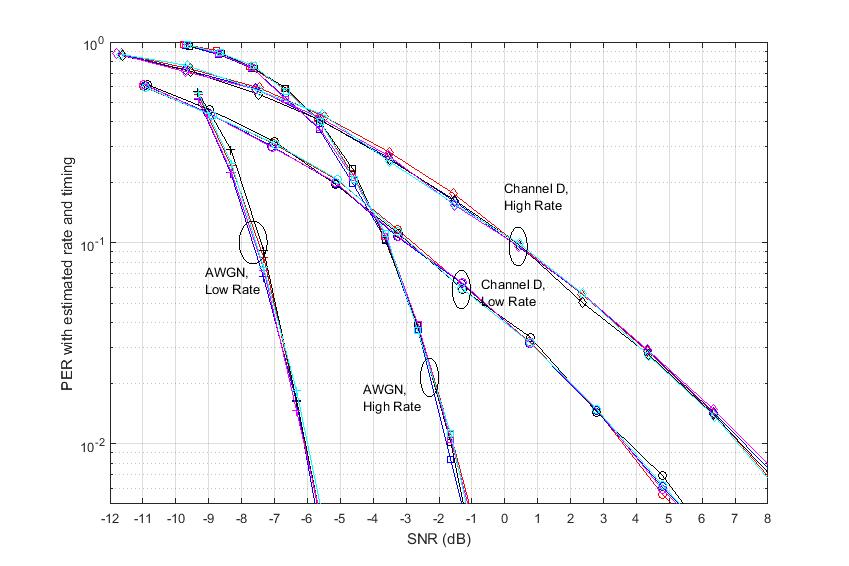 10^0
10^-1
10^-2
PER with estimated rate and timing
Channel D,
High Rate
Channel D,
Low Rate
AWGN,
Low Rate
AWGN,
High Rate
-12 -11 -10 -9 -8 -7 -6 -5 -4 -3 -2 -1 0 1 2 3 4 5 6 7 8
SNR (dB)